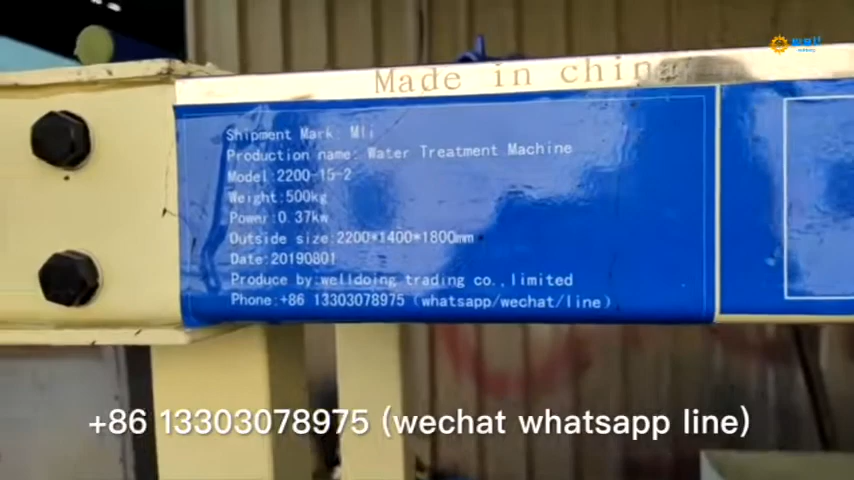 well
Made in china
Shipment Mark: Mli
Production name: Water Treatment Machine
Model:2200-15-2
Weight:500kg
Power:0.37kw
Outside size:2200*1400*1800mm
Date:20190801
Produce by:welldoing trading co.,limited
Phone:+86 13303078975 (whatsapp/wechat/line)
+86 13303078975 (wechat whatsapp line)